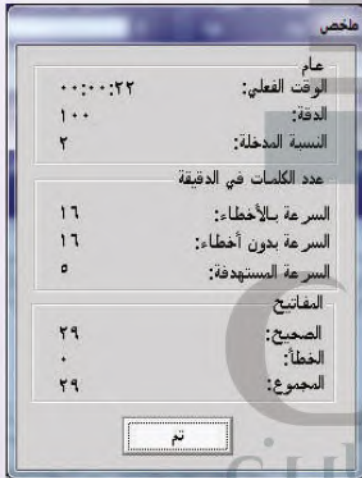 ملخص
عام
الوقت الفعلي: ٠٠:٠٠:٢٢
الدقة: ١٠٠
النسبة المدخلة: ٢
عدد الكلمات في الدقيقة
السرعة بالأخطاء: ١٦
السرعة بدون أخطاء: ١٦
السرعة المستهدفة: ٥
المفاتيح
الصحيح: ٢٩
الخطأ: ٠
المجموع: ٢٩
تم